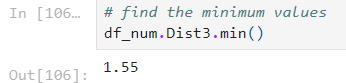 In [106... # find the minimum values
df_num.Dist3.min()
Out[106]: 1.55